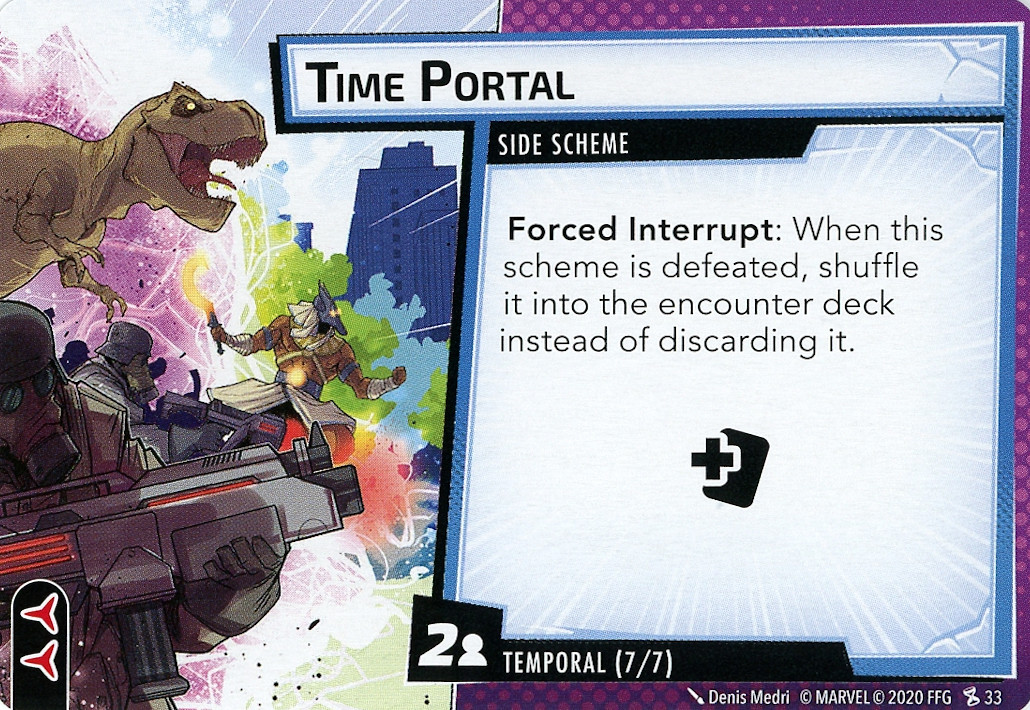 TIME PORTAL
SIDE SCHEME
Forced Interrupt: When this
scheme is defeated, shuffle
it into the encounter deck
instead of discarding it.
2
TEMPORAL (7/7)
Denis Medri © MARVEL © 2020 FFG 33